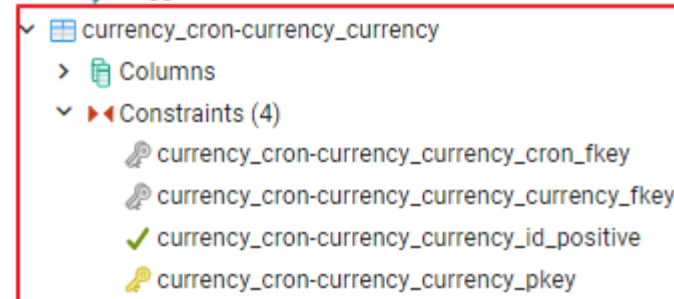 currency_cron-currency_currency
Columns
Constraints (4)
currency_cron-currency_currency_cron_fkey
currency_cron-currency_currency_currency_fkey
currency_cron-currency_currency_id_positive
currency_cron-currency_currency_pkey